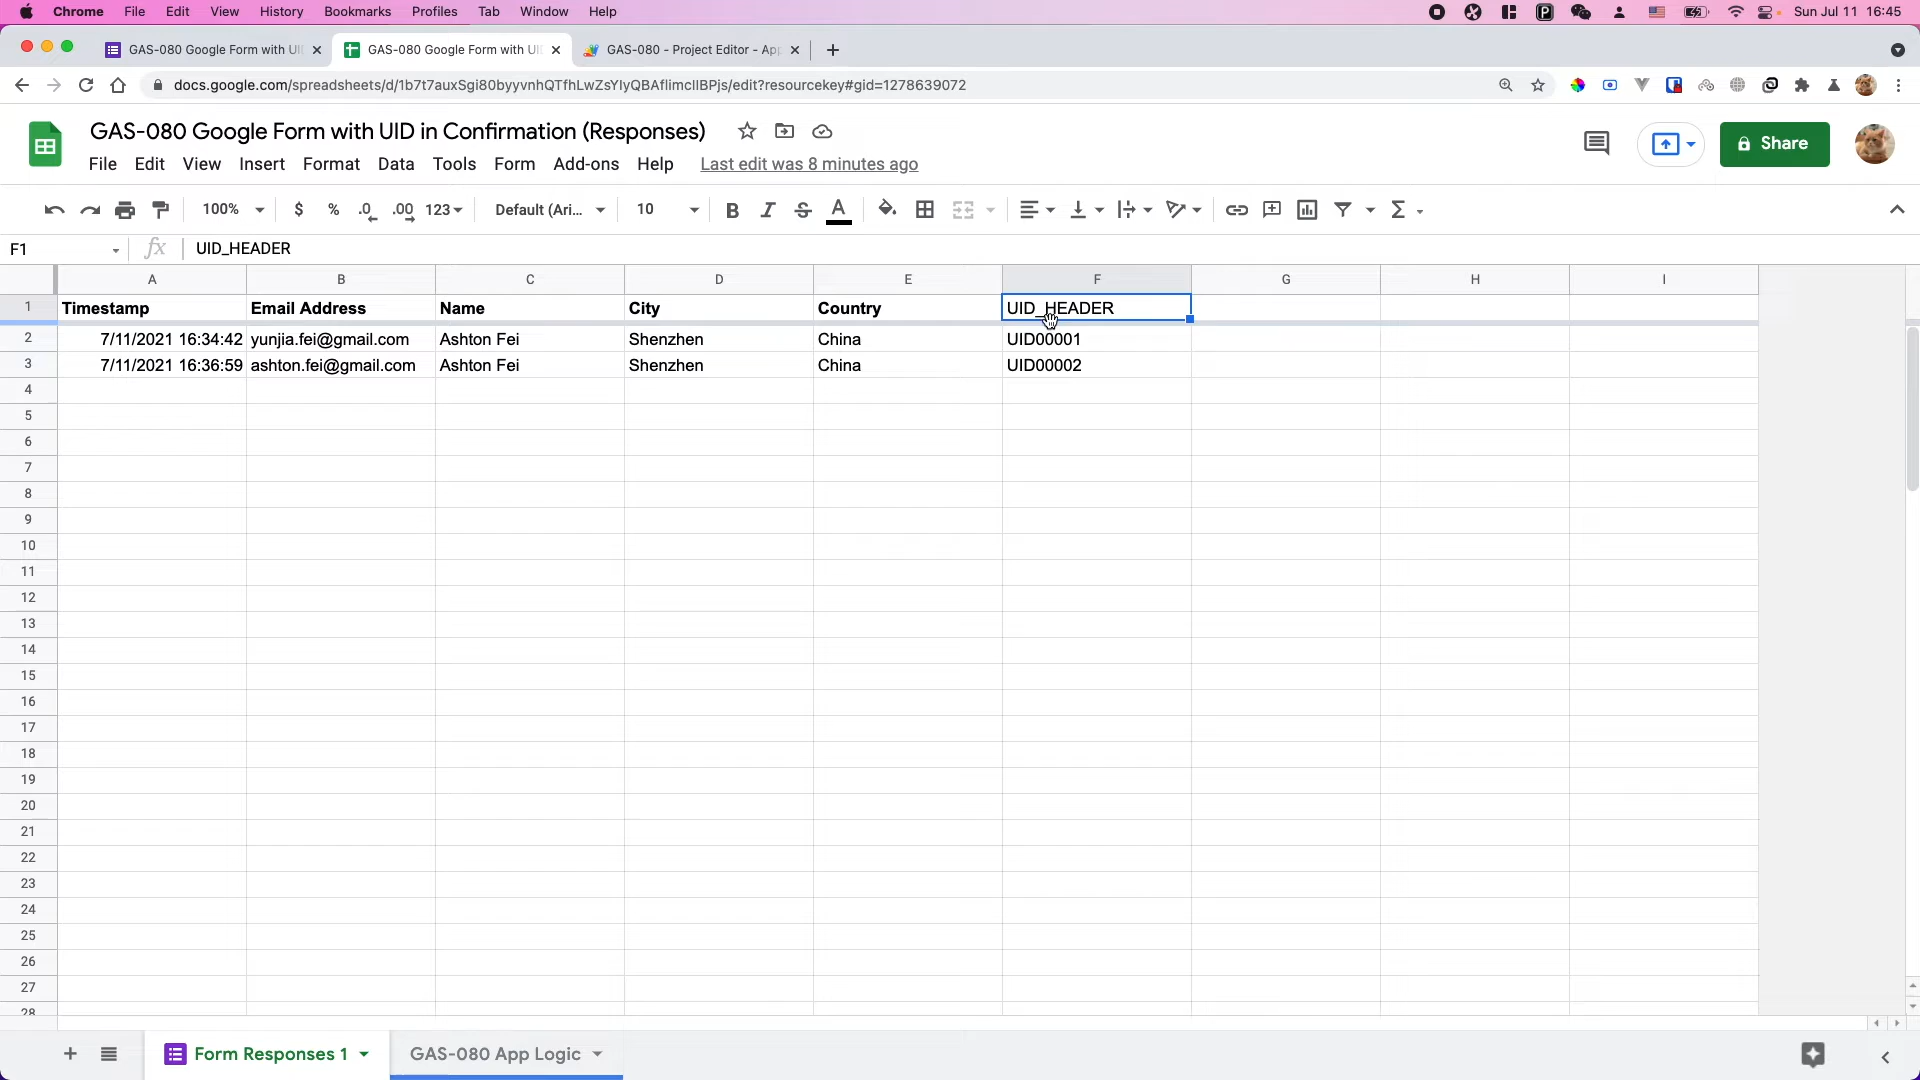 Chrome File Edit View History Bookmarks Profiles Tab Window Help Sun Jul 11 16:45
GAS-080 Google Form with UI GAS-080 Google Form with UI GAS-080 - Project Editor - Ap
docs.google.com/spreadsheets/d/1b7t7auxSgi80byyvnhQTfhLwZsYIyQBAflimcIlBPjs/edit?resourcekey#gid=1278639072
GAS-080 Google Form with UID in Confirmation (Responses)
File Edit View Insert Format Data Tools Form Add-ons Help Last edit was 8 minutes ago
Share
100% $ % .0 .00 123 Default (Ari... 10 B I S A Σ
F1 fx UID_HEADER
A B C D E F G H I
1 Timestamp Email Address Name City Country UID_HEADER
2 7/11/2021 16:34:42 yunjia.fei@gmail.com Ashton Fei Shenzhen China UID00001
3 7/11/2021 16:36:59 ashton.fei@gmail.com Ashton Fei Shenzhen China UID00002
4
5
6
7
8
9
10
11
12
13
14
15
16
17
18
19
20
21
22
23
24
25
26
27
28
Form Responses 1 GAS-080 App Logic